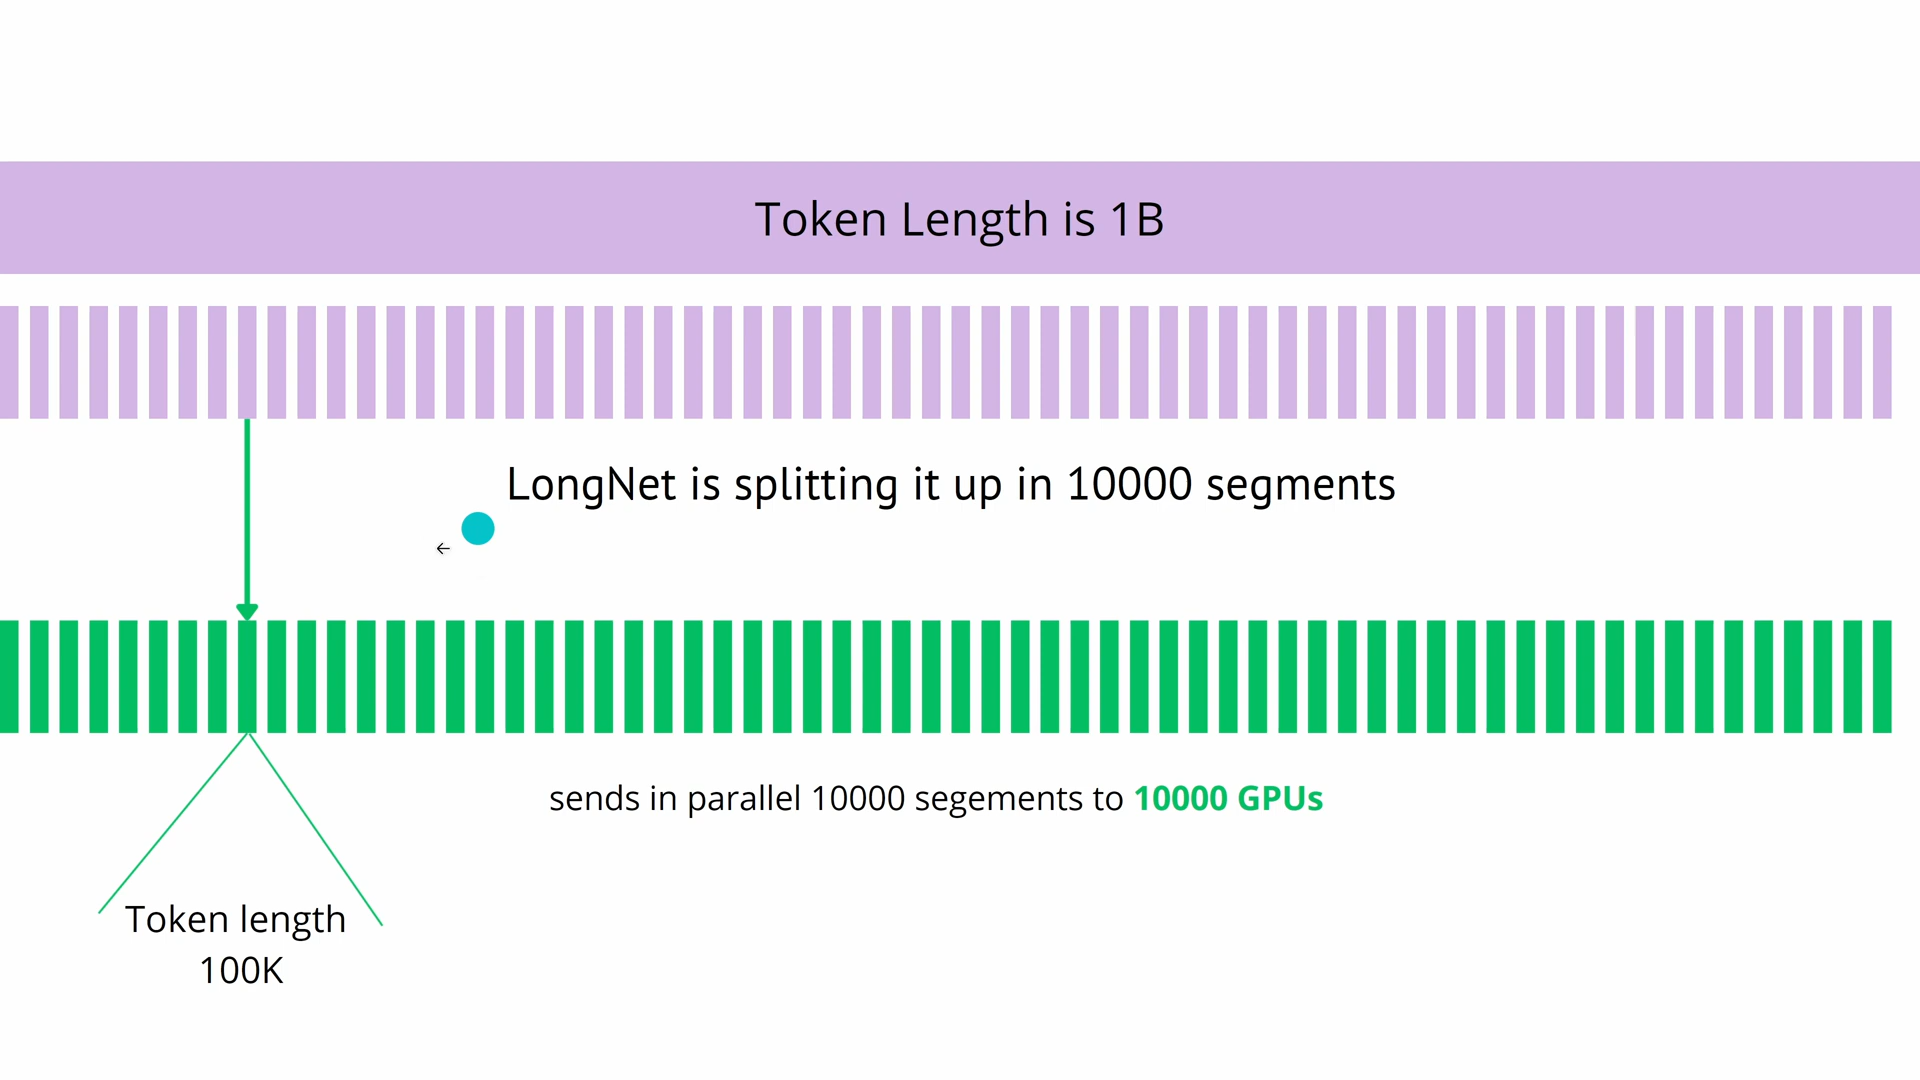 Token Length is 1B
LongNet is splitting it up in 10000 segments
sends in parallel 10000 segements to 10000 GPUs
Token length
100K